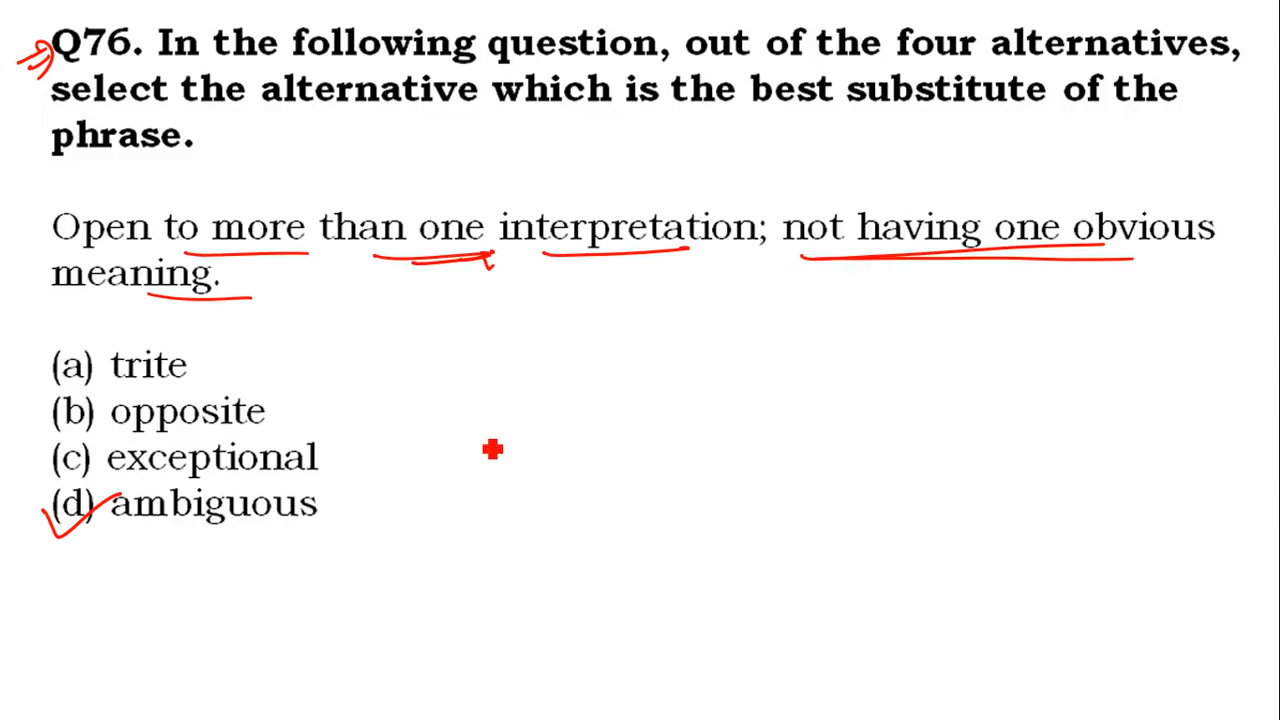 Q76. In the following question, out of the four alternatives,
select the alternative which is the best substitute of the
phrase.
Open to more than one interpretation; not having one obvious
meaning.
(a) trite
(b) opposite
(c) exceptional
(d) ambiguous